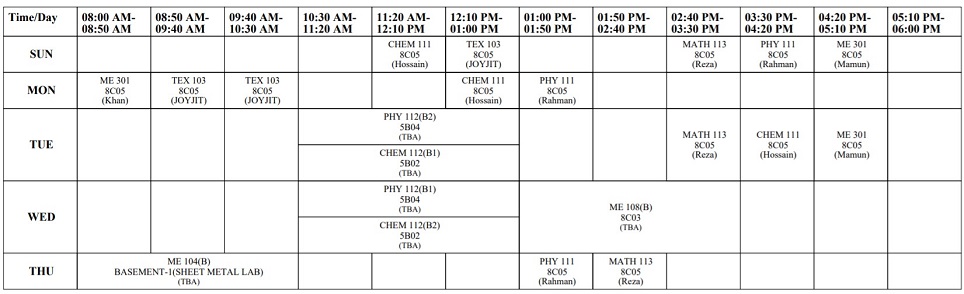 Time/Day
08:00 AM-
08:50 AM
08:50 AM-
09:40 AM
09:40 AM-
10:30 AM
10:30 AM-
11:20 AM
11:20 AM-
12:10 PM
12:10 PM-
01:00 PM
01:00 PM-
01:50 PM
01:50 PM-
02:40 PM
02:40 PM-
03:30 PM
03:30 PM-
04:20 PM
04:20 PM-
05:10 PM
05:10 PM-
06:00 PM
SUN
CHEM 111
8C05
(Hossain)
TEX 103
8C05
(JOYJIT)
MATH 113
8C05
(Reza)
PHY 111
8C05
(Rahman)
ME 301
8C05
(Mamun)
MON
ME 301
8C05
(Khan)
TEX 103
8C05
(JOYJIT)
TEX 103
8C05
(JOYJIT)
CHEM 111
8C05
(Hossain)
PHY 111
8C05
(Rahman)
TUE
PHY 112(B2)
5B04
(TBA)
CHEM 112(B1)
5B02
(TBA)
MATH 113
8C05
(Reza)
CHEM 111
8C05
(Hossain)
ME 301
8C05
(Mamun)
WED
PHY 112(B1)
5B04
(TBA)
CHEM 112(B2)
5B02
(TBA)
ME 108(B)
8C03
(TBA)
THU
ME 104(B)
BASEMENT-1(SHEET METAL LAB)
(TBA)
PHY 111
8C05
(Rahman)
MATH 113
8C05
(Reza)